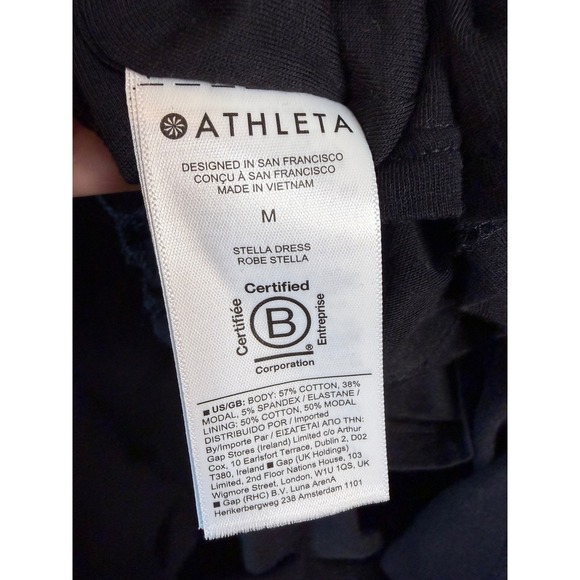 ATHLETA
DESIGNED IN SAN FRANCISCO
CONÇU À SAN FRANCISCO
MADE IN VIETNAM
M
STELLA DRESS
ROBE STELLA
Certified
Certifiée
B
Entreprise
®
Corporation
■ US/GB: BODY: 57% COTTON, 38%
MODAL, 5% SPANDEX / ELASTANE /
LINING: 50% COTTON, 50% MODAL
DISTRIBUIDO POR / Imported
By/Importe Par / ΕΙΣΑΓΕΤΑΙ ΑΠΟ ΤΗΝ:
Gap Stores (Ireland) Limited c/o Arthur
Cox, 10 Earlsfort Terrace, Dublin 2, D02
T380, Ireland ■ Gap (UK Holdings)
Limited, 2nd Floor Nations House, 103
Wigmore Street, London, W1U 1QS, UK
■ Gap (RHC) B.V. Luna ArenA
Henkerbergweg 238 Amsterdam 1101